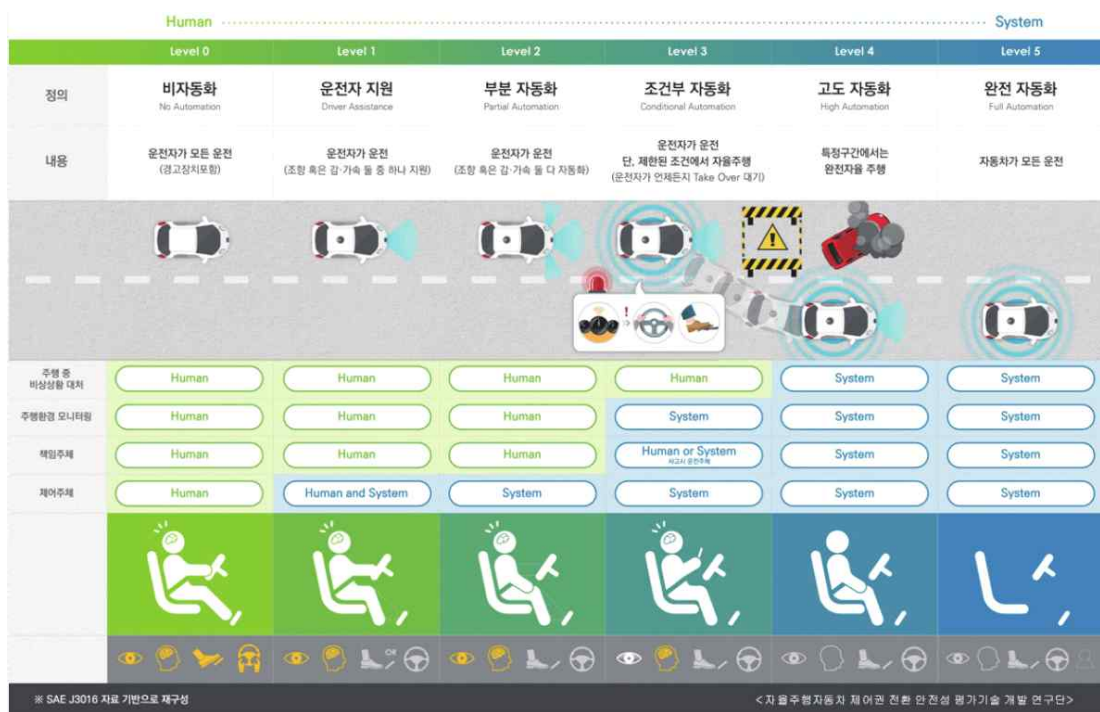 Human System
Level 0 Level 1 Level 2 Level 3 Level 4 Level 5
정의
비자동화
No Automation
운전자 지원
Driver Assistance
부분 자동화
Partial Automation
조건부 자동화
Conditional Automation
고도 자동화
High Automation
완전 자동화
Full Automation
내용
운전자가 모든 운전
(경고장치포함)
운전자가 운전
(조향 혹은 감·가속 둘 중 하나 지원)
운전자가 운전
(조향 혹은 감·가속 둘 다 자동화)
운전자가 운전
단, 제한된 조건에서 자율주행
(운전자가 언제든지 Take Over 대기)
특정구간에서는
완전자율 주행
자동차가 모든 운전
!
!
주행 중
비상상황 대처
Human Human Human Human System System
주행환경 모니터링
Human Human Human System System System
책임주체
Human Human Human Human or System System System
사고시 운전주체
제어주체
Human Human and System System System System System
OR
※ SAE J3016 자료 기반으로 재구성
<자율주행자동차 제어권 전환 안전성 평가기술 개발 연구단>